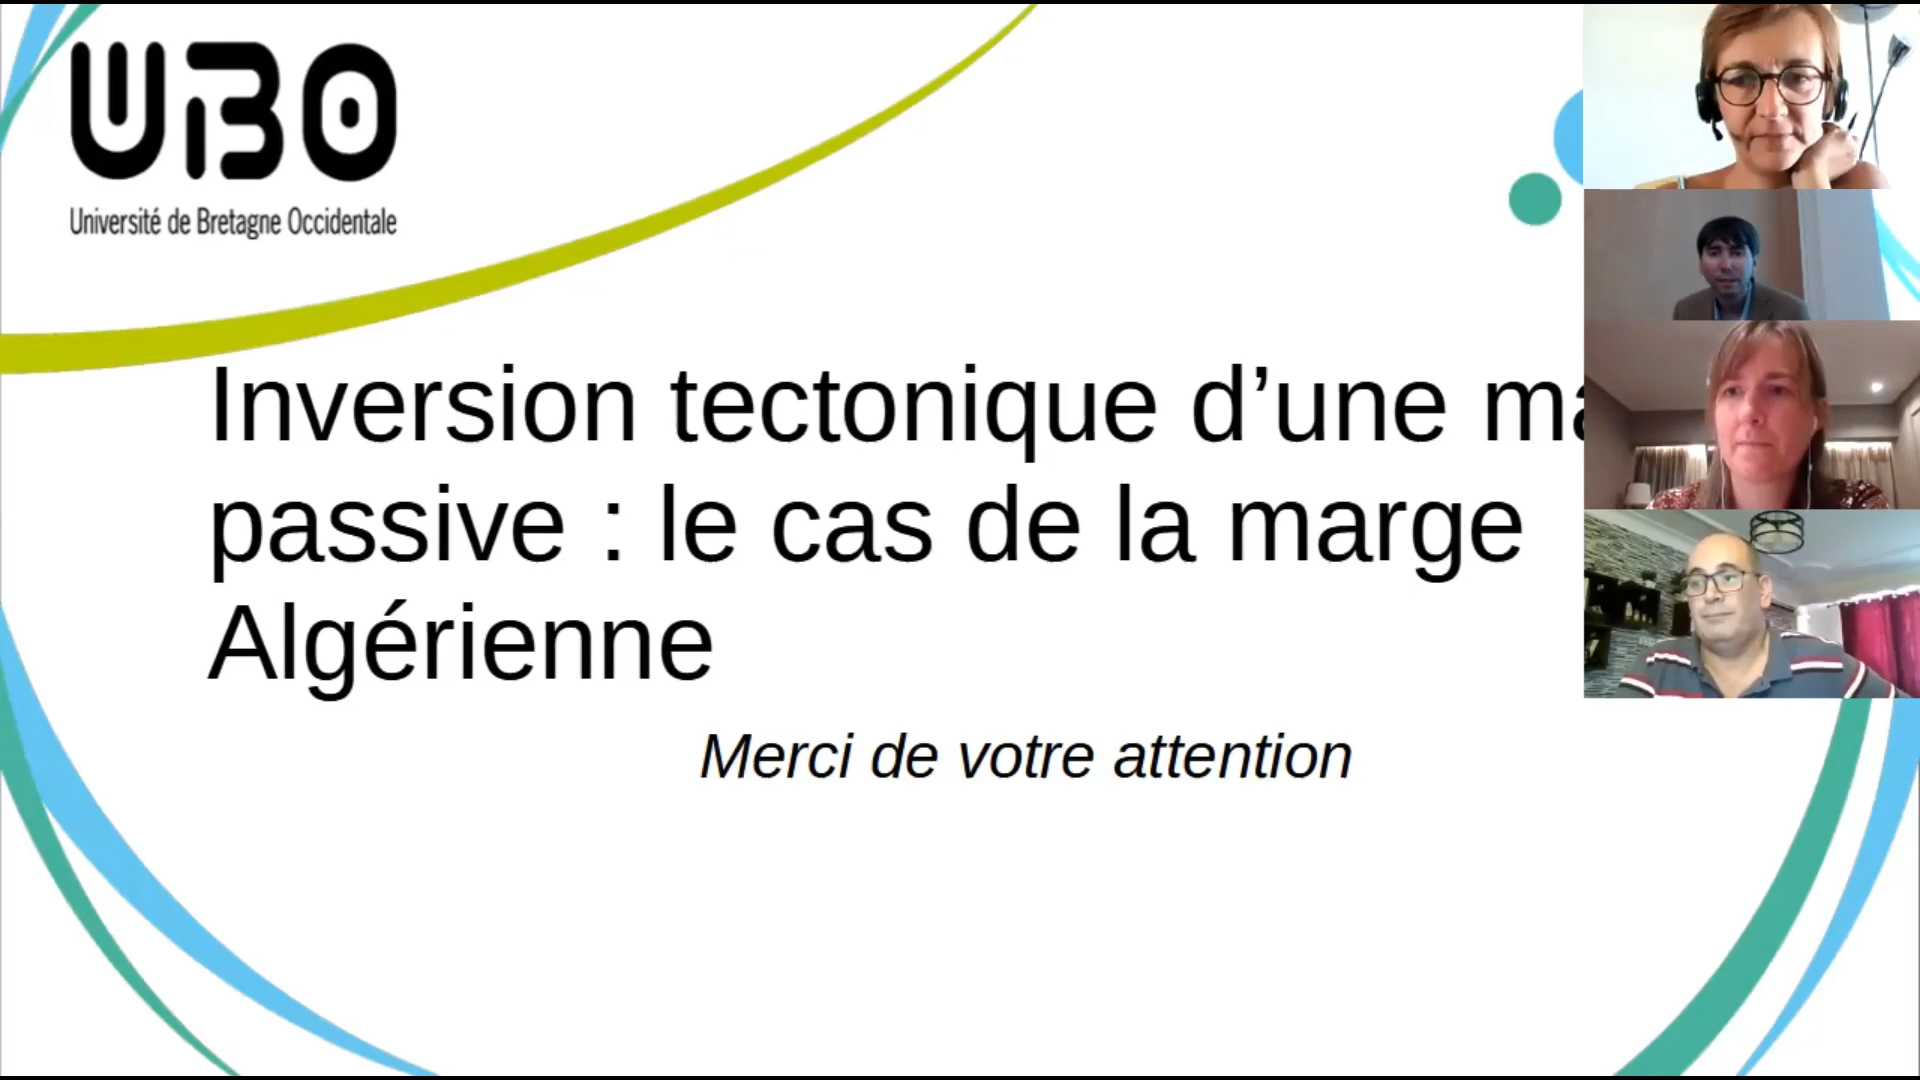 UBO
Université de Bretagne Occidentale
Inversion tectonique d’une
passive : le cas de la marge
Algérienne
Merci de votre attention